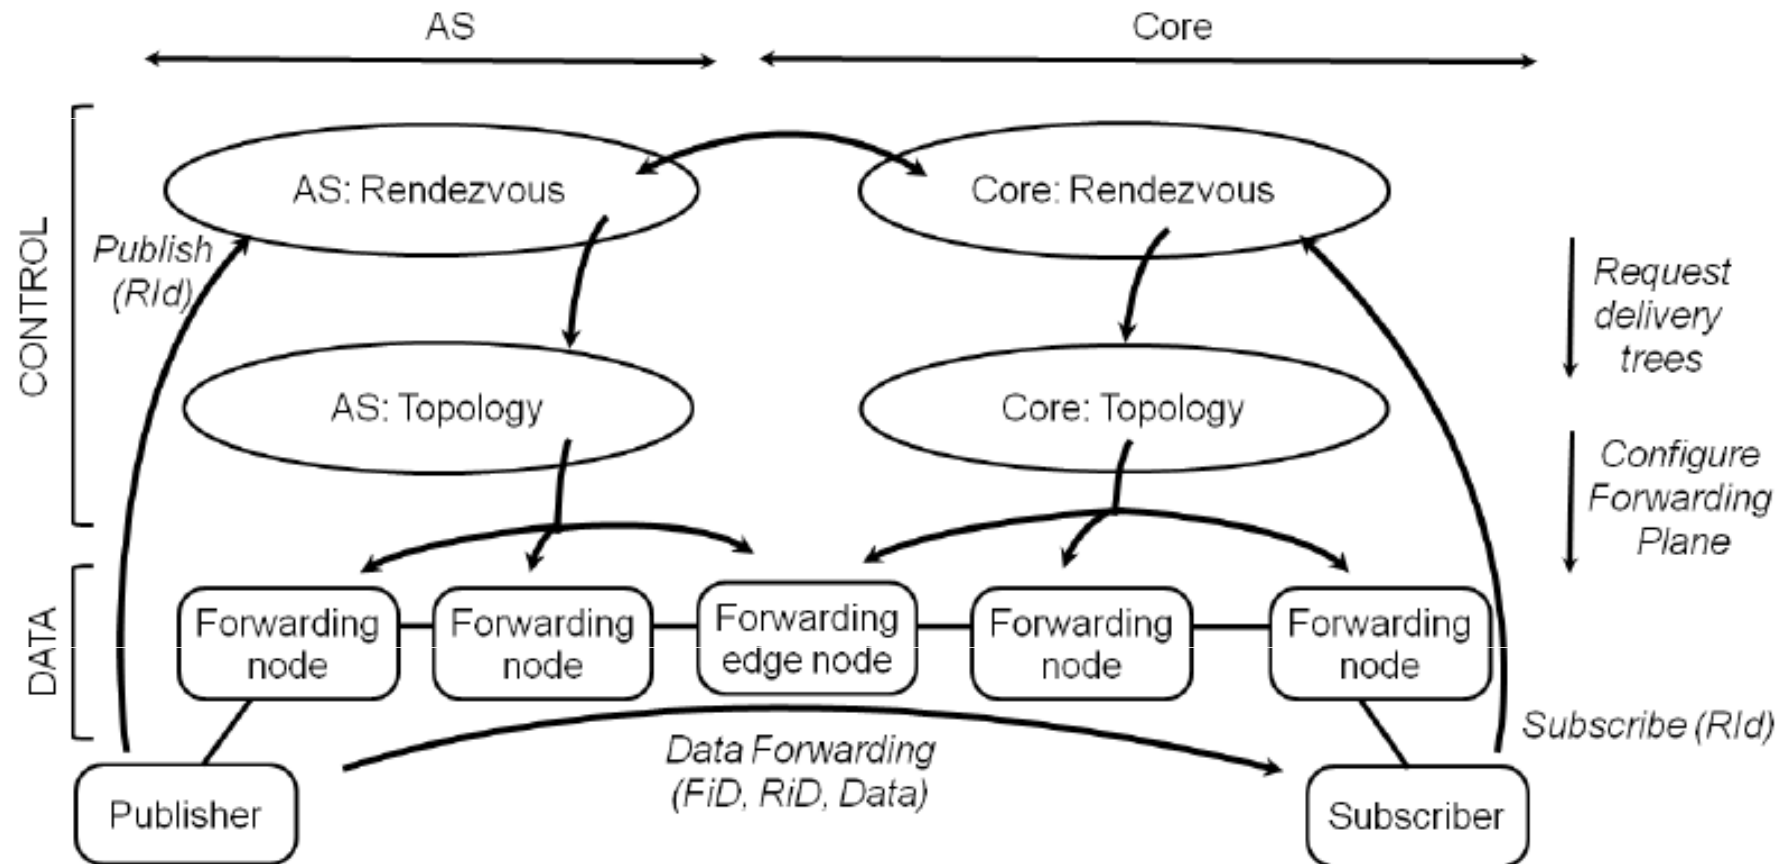 AS
Core
CONTROL
AS: Rendezvous
Core: Rendezvous
Publish
(RId)
Request
delivery
trees
AS: Topology
Core: Topology
Configure
Forwarding
Plane
DATA
Forwarding
node
Forwarding
node
Forwarding
edge node
Forwarding
node
Forwarding
node
Subscribe (RId)
Data Forwarding
(FiD, RiD, Data)
Publisher
Subscriber